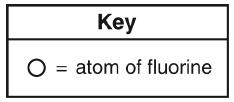 Key
= atom of fluorine